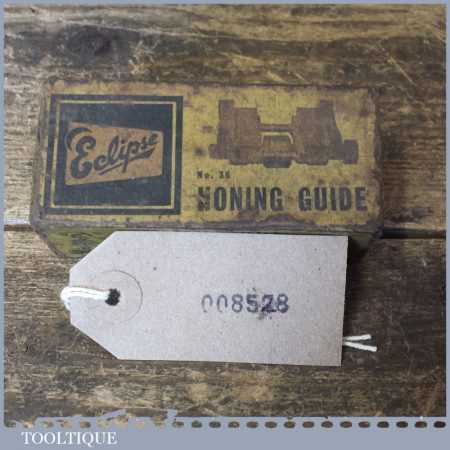 Eclipse
No. 36
HONING GUIDE
008528
TOOLTIQUE